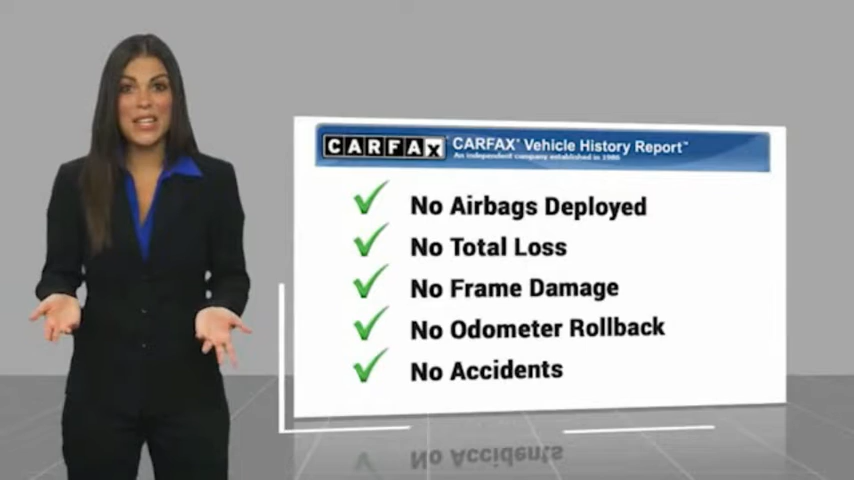 CARFAX CARFAX® Vehicle History Report™
An independent company established in 1986
No Airbags Deployed
No Total Loss
No Frame Damage
No Odometer Rollback
No Accidents
No Accidents